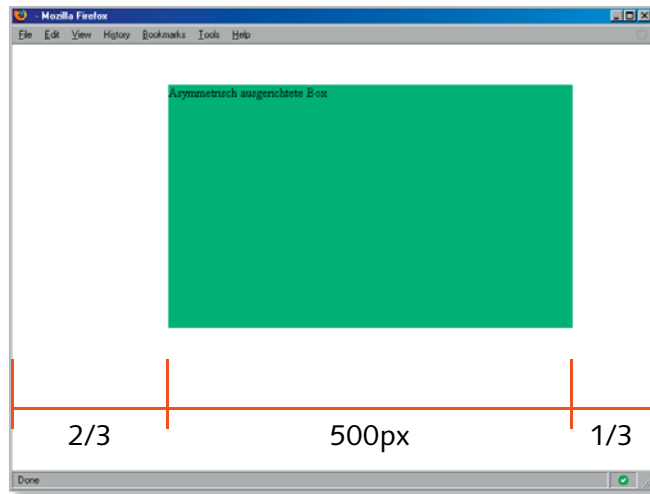 - Mozilla Firefox
File Edit View History Bookmarks Tools Help
Asymmetrisch ausgerichtete Box
2/3 500px 1/3
Done